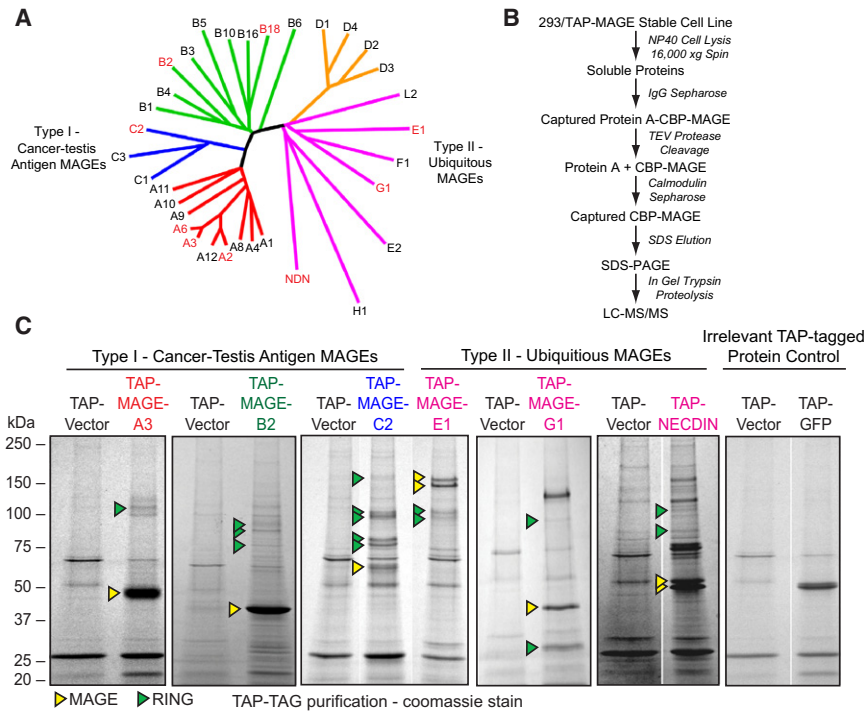 A
B5
B10
B16
B18
B6
D1
D4
D2
D3
B3
B2
B4
B1
C2
C3
C1
A11
A10
A9
A6
A3
A12
A2
A8
A4
A1
NDN
H1
E2
G1
F1
E1
L2
Type I -
Cancer-testis
Antigen MAGEs
Type II -
Ubiquitous
MAGEs
B
293/TAP-MAGE Stable Cell Line
NP40 Cell Lysis
16,000 xg Spin
Soluble Proteins
IgG Sepharose
Captured Protein A-CBP-MAGE
TEV Protease
Cleavage
Protein A + CBP-MAGE
Calmodulin
Sepharose
Captured CBP-MAGE
SDS Elution
SDS-PAGE
In Gel Trypsin
Proteolysis
LC-MS/MS
C
Type I - Cancer-Testis Antigen MAGEs
Type II - Ubiquitous MAGEs
Irrelevant TAP-tagged
Protein Control
TAP-
Vector
TAP-
MAGE-
A3
TAP-
Vector
TAP-
MAGE-
B2
TAP-
Vector
TAP-
MAGE-
C2
TAP-
MAGE-
E1
TAP-
Vector
TAP-
MAGE-
G1
TAP-
Vector
TAP-
NECDIN
TAP-
Vector
TAP-
GFP
kDa
250
150
100
75
50
37
25
20
MAGE
RING
TAP-TAG purification - coomassie stain